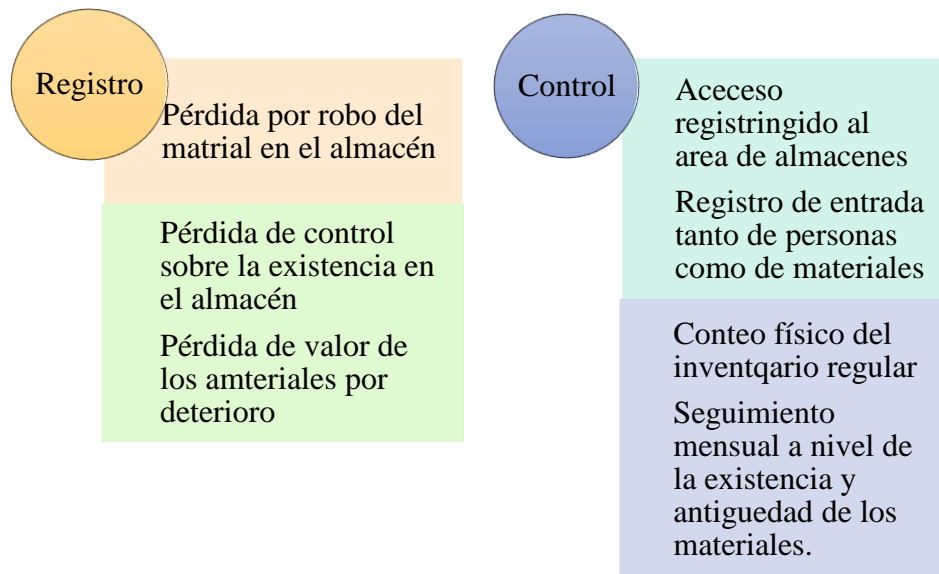 Registro
Pérdida por robo del
matrial en el almacén
Pérdida de control
sobre la existencia en
el almacén
Pérdida de valor de
los amteriales por
deterioro
Control
Aceceso
registringido al
area de almacenes
Registro de entrada
tanto de personas
como de materiales
Conteo físico del
inventqario regular
Seguimiento
mensual a nivel de
la existencia y
antiguedad de los
materiales.